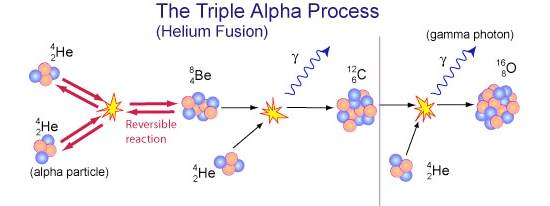 The Triple Alpha Process
(Helium Fusion)
(gamma photon)
4
2He
8
4Be
γ
12
6C
γ
16
8O
4
2He
Reversible
reaction
(alpha particle)
4
2He
4
2He